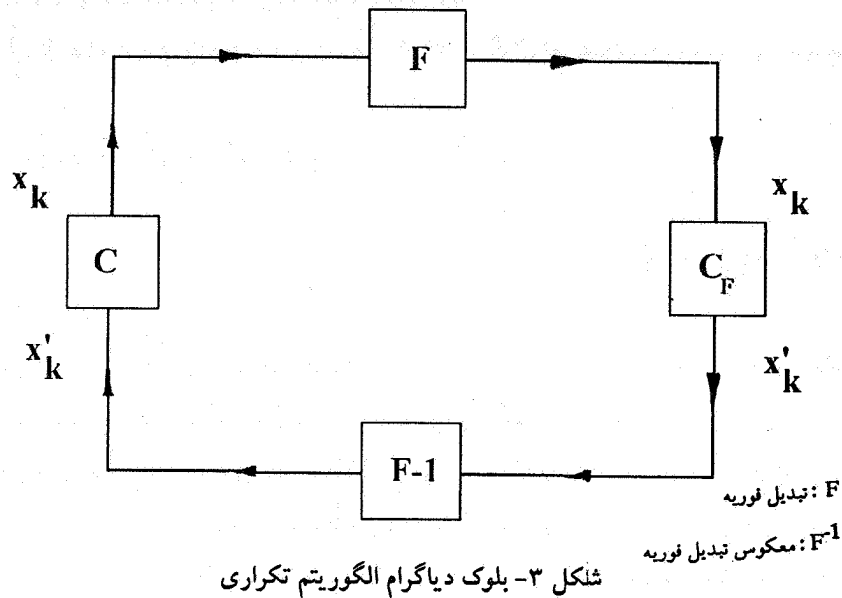 F
x_k
x_k
C
C_F
x'_k
x'_k
F-1
F : تبدیل فوریه
F^-1 : معکوس تبدیل فوریه
شکل ۳- بلوک دیاگرام الگوریتم تکراری